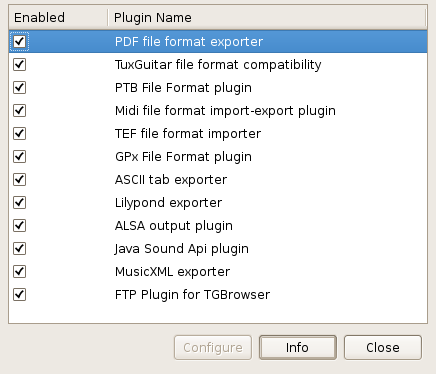 Enabled Plugin Name
PDF file format exporter
TuxGuitar file format compatibility
PTB File Format plugin
Midi file format import-export plugin
TEF file format importer
GPx File Format plugin
ASCII tab exporter
Lilypond exporter
ALSA output plugin
Java Sound Api plugin
MusicXML exporter
FTP Plugin for TGBrowser
Configure Info Close